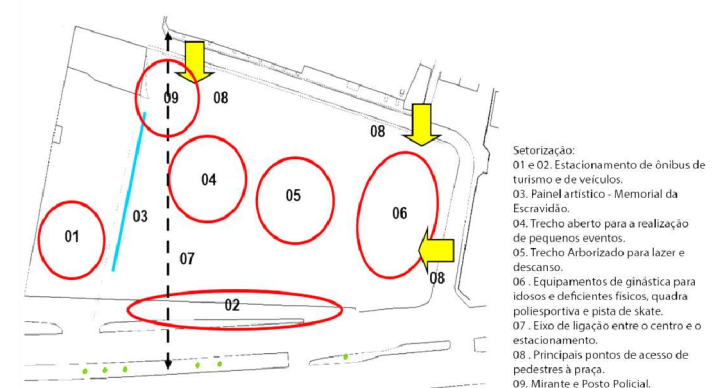 09
08
08
04
05
06
03
01
07
08
02
Setorização:
01 e 02. Estacionamento de ônibus de
turismo e de veículos.
03. Painel artístico - Memorial da
Escravidão.
04. Trecho aberto para a realização
de pequenos eventos.
05. Trecho Arborizado para lazer e
descanso.
06 . Equipamentos de ginástica para
idosos e deficientes físicos, quadra
poliesportiva e pista de skate.
07 . Eixo de ligação entre o centro e o
estacionamento.
08 . Principais pontos de acesso de
pedestres à praça.
09. Mirante e Posto Policial.